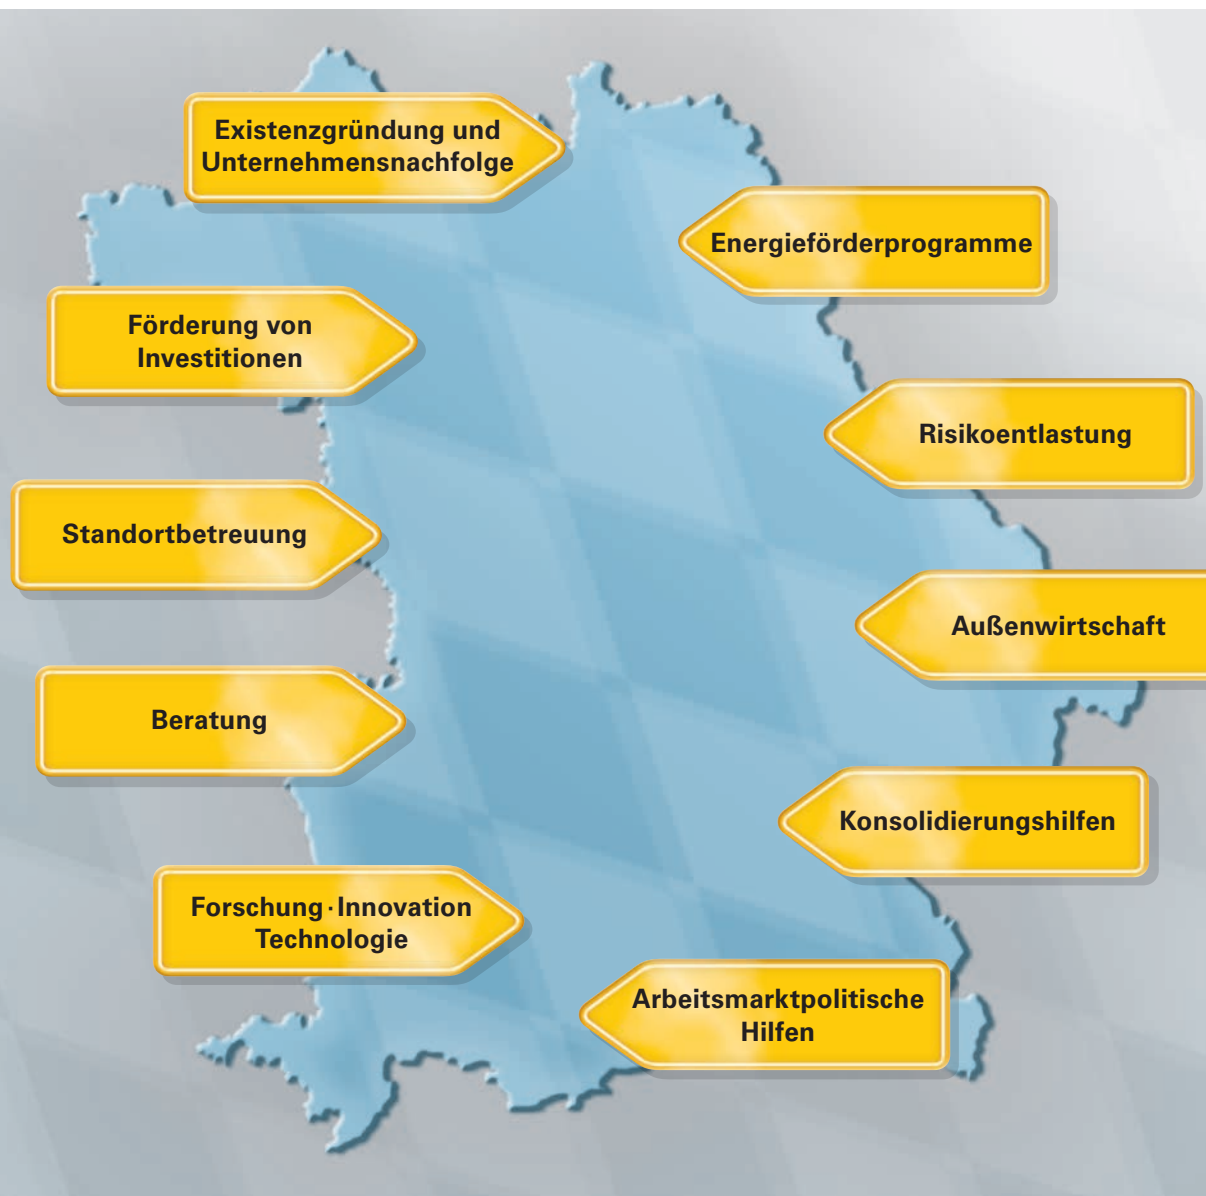 Existenzgründung und
Unternehmensnachfolge
Energieförderprogramme
Förderung von
Investitionen
Risikoentlastung
Standortbetreuung
Außenwirtschaft
Beratung
Konsolidierungshilfen
Forschung · Innovation
Technologie
Arbeitsmarktpolitische
Hilfen